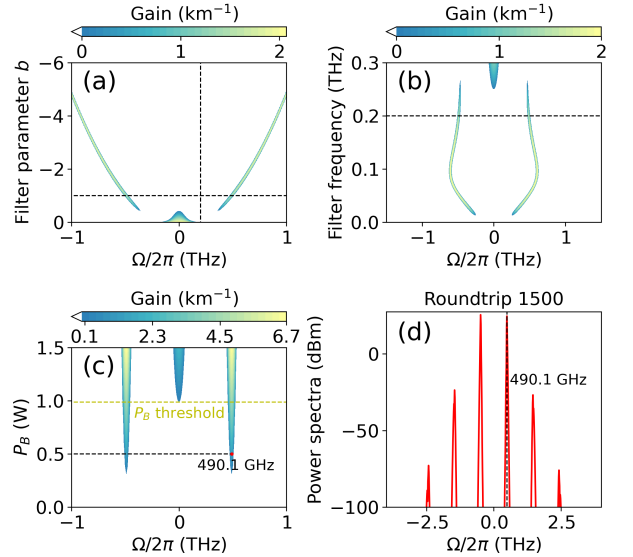 Gain (km⁻¹)
0 1 2
Filter parameter b
−6
−4
−2
0
(a)
−1 0 1
Ω/2π (THz)
Gain (km⁻¹)
0 1 2
Filter frequency (THz)
0.3
0.2
0.1
0.0
(b)
−1 0 1
Ω/2π (THz)
Gain (km⁻¹)
0.1 2.3 4.5 6.7
P_B (W)
1.5
1.0
0.5
0.0
(c)
P_B threshold
490.1 GHz
−1 0 1
Ω/2π (THz)
Roundtrip 1500
Power spectra (dBm)
0
−50
−100
(d)
490.1 GHz
−2.5 0.0 2.5
Ω/2π (THz)